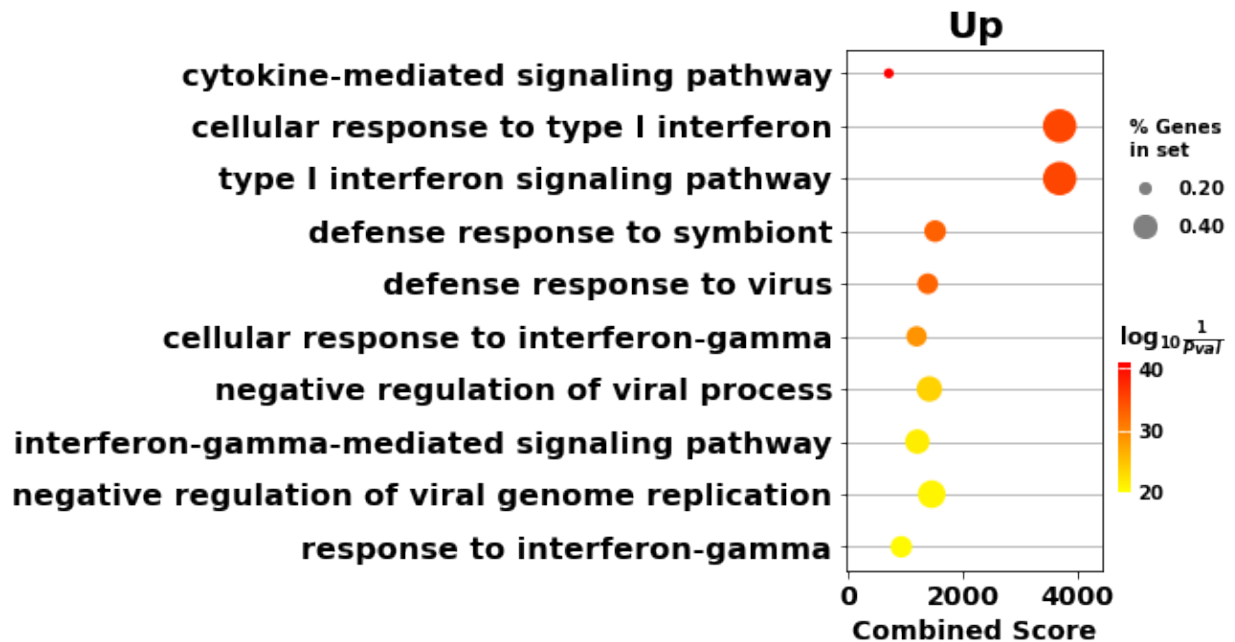 Up
cytokine-mediated signaling pathway
cellular response to type I interferon
type I interferon signaling pathway
defense response to symbiont
defense response to virus
cellular response to interferon-gamma
negative regulation of viral process
interferon-gamma-mediated signaling pathway
negative regulation of viral genome replication
response to interferon-gamma
0 2000 4000
Combined Score
% Genes
in set
0.20
0.40
log₁₀ 1/Pval
40
30
20